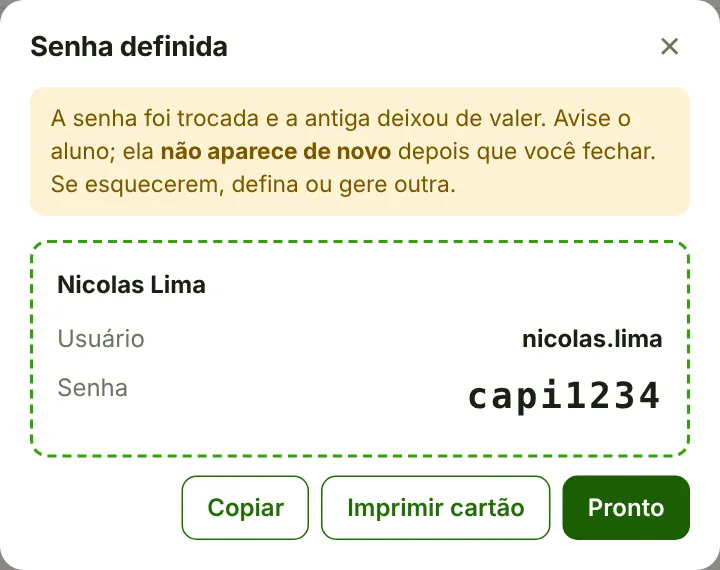 Senha definida
A senha foi trocada e a antiga deixou de valer. Avise o
aluno; ela não aparece de novo depois que você fechar.
Se esquecerem, defina ou gere outra.
Nicolas Lima
Usuário nicolas.lima
Senha capi1234
Copiar Imprimir cartão Pronto